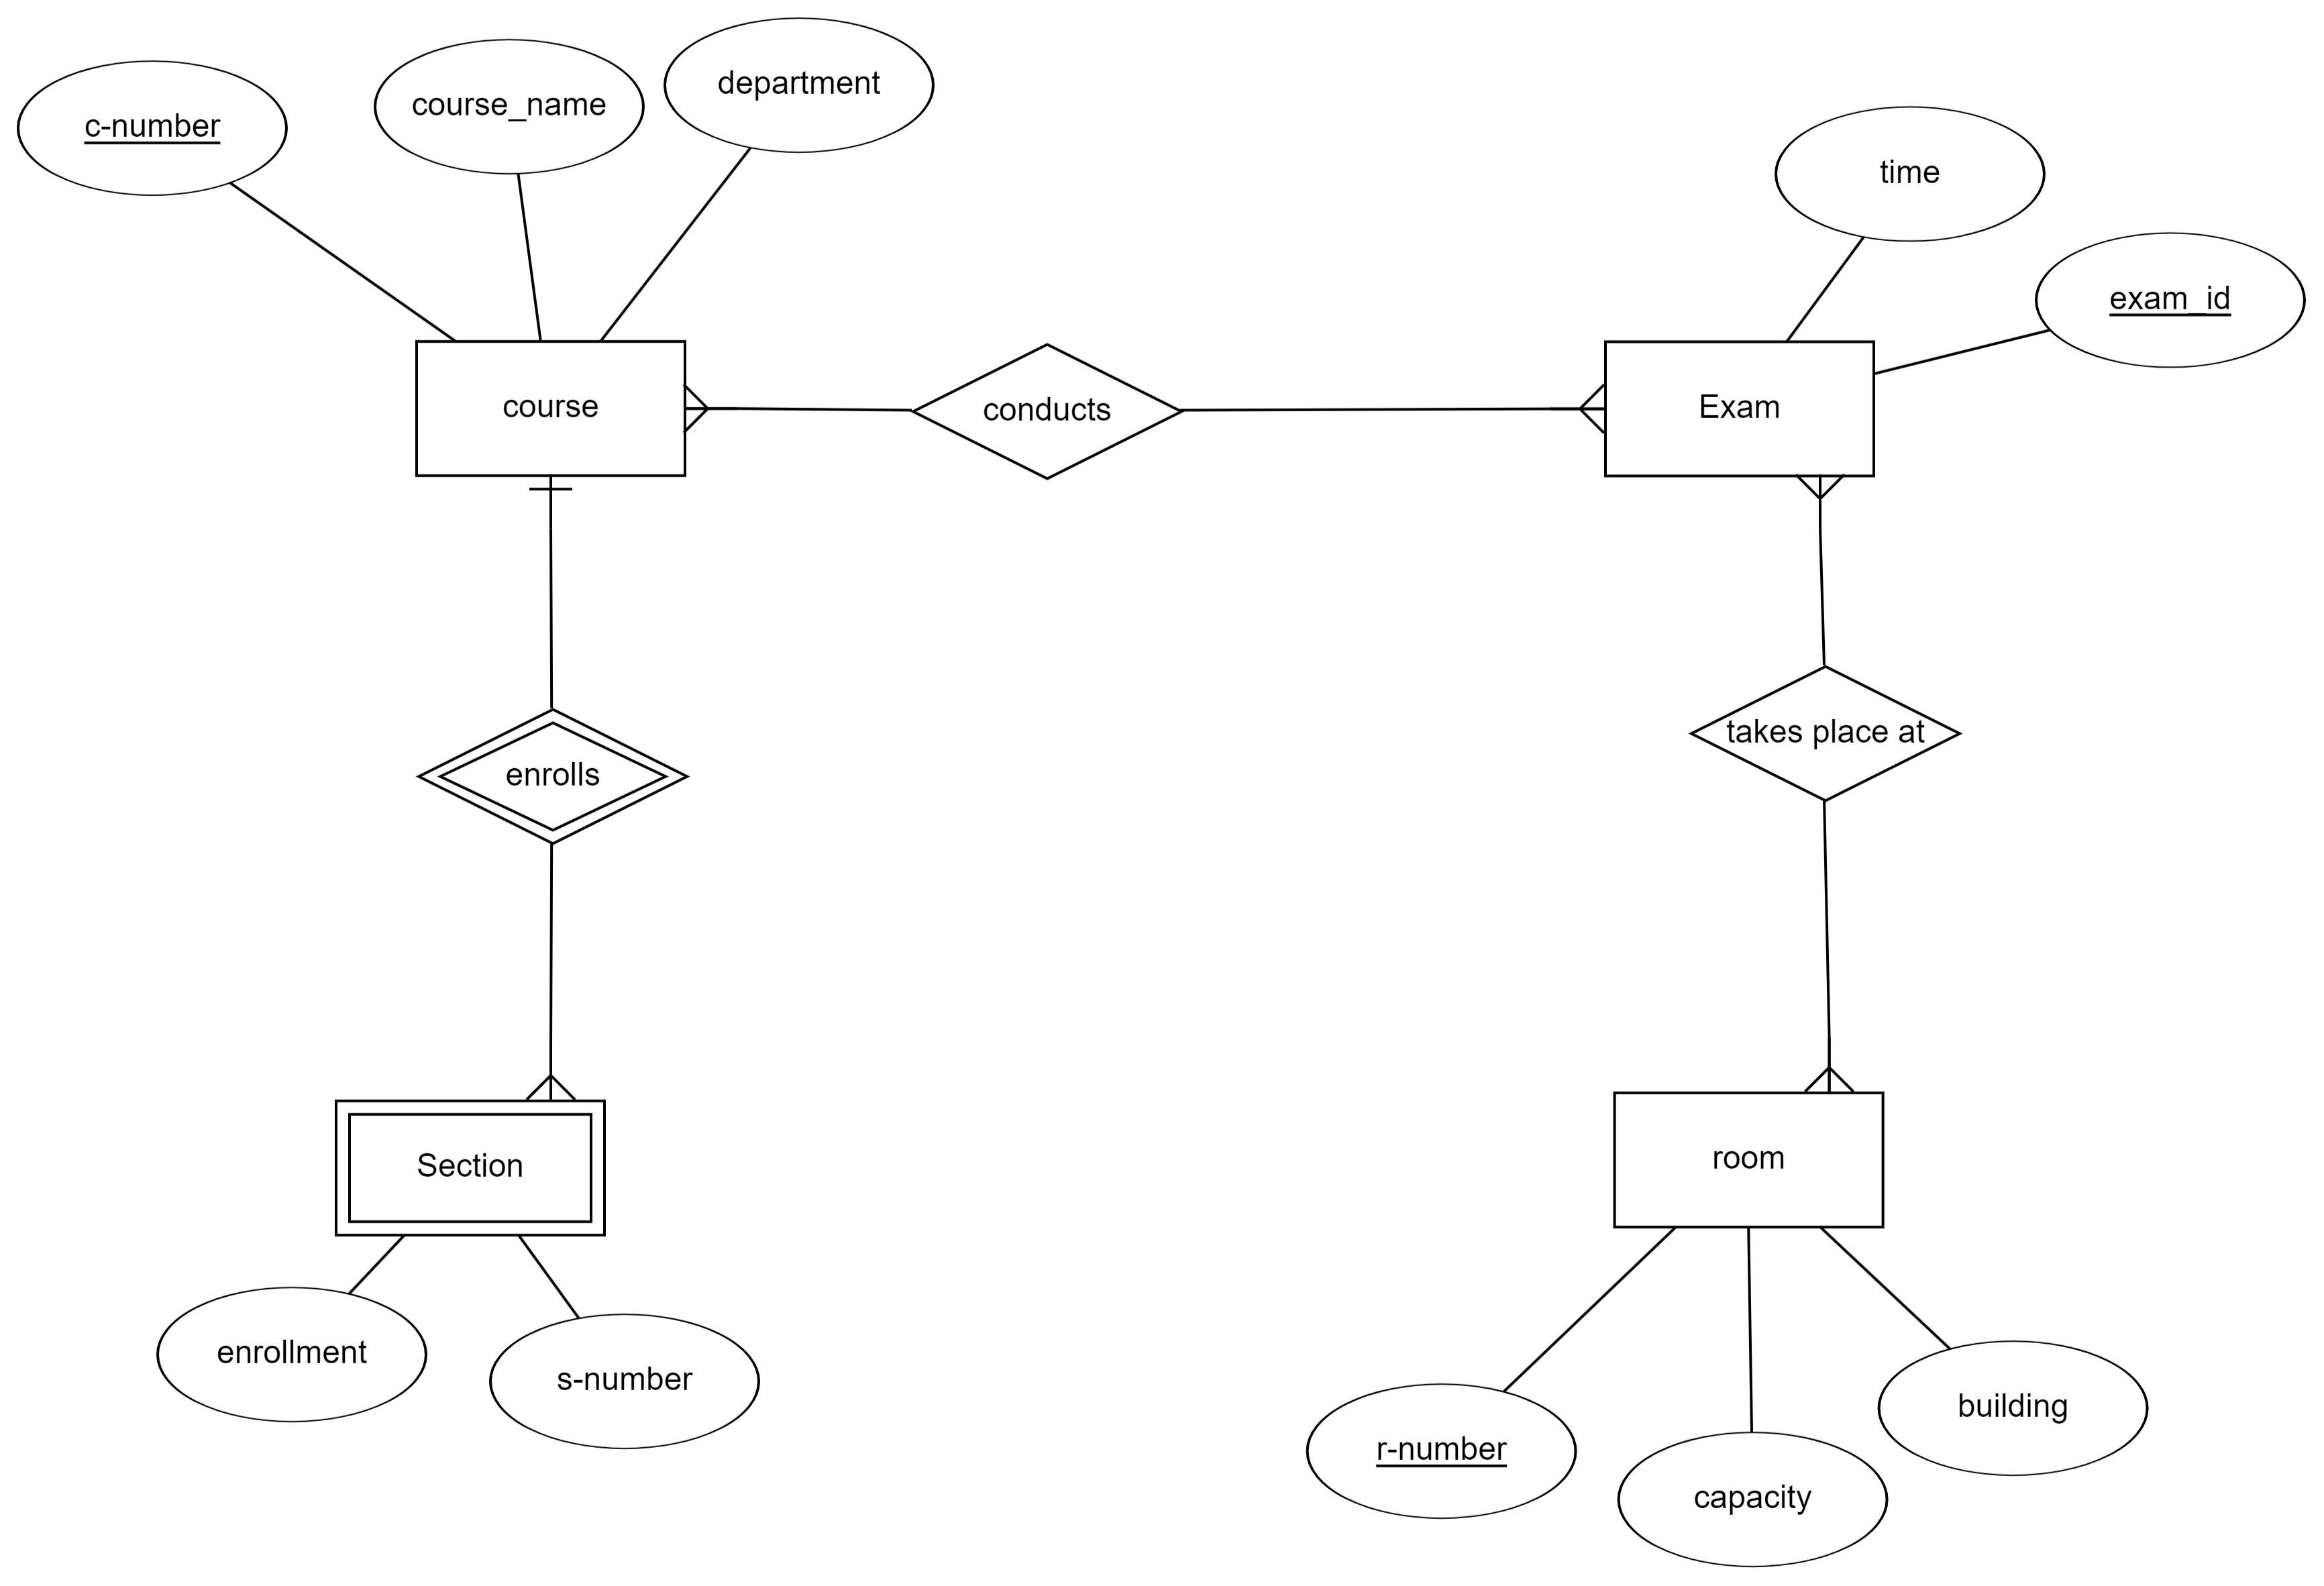 department
course_name
c-number
time
exam_id
course
conducts
Exam
takes place at
enrolls
Section
room
enrollment
s-number
building
r-number
capacity